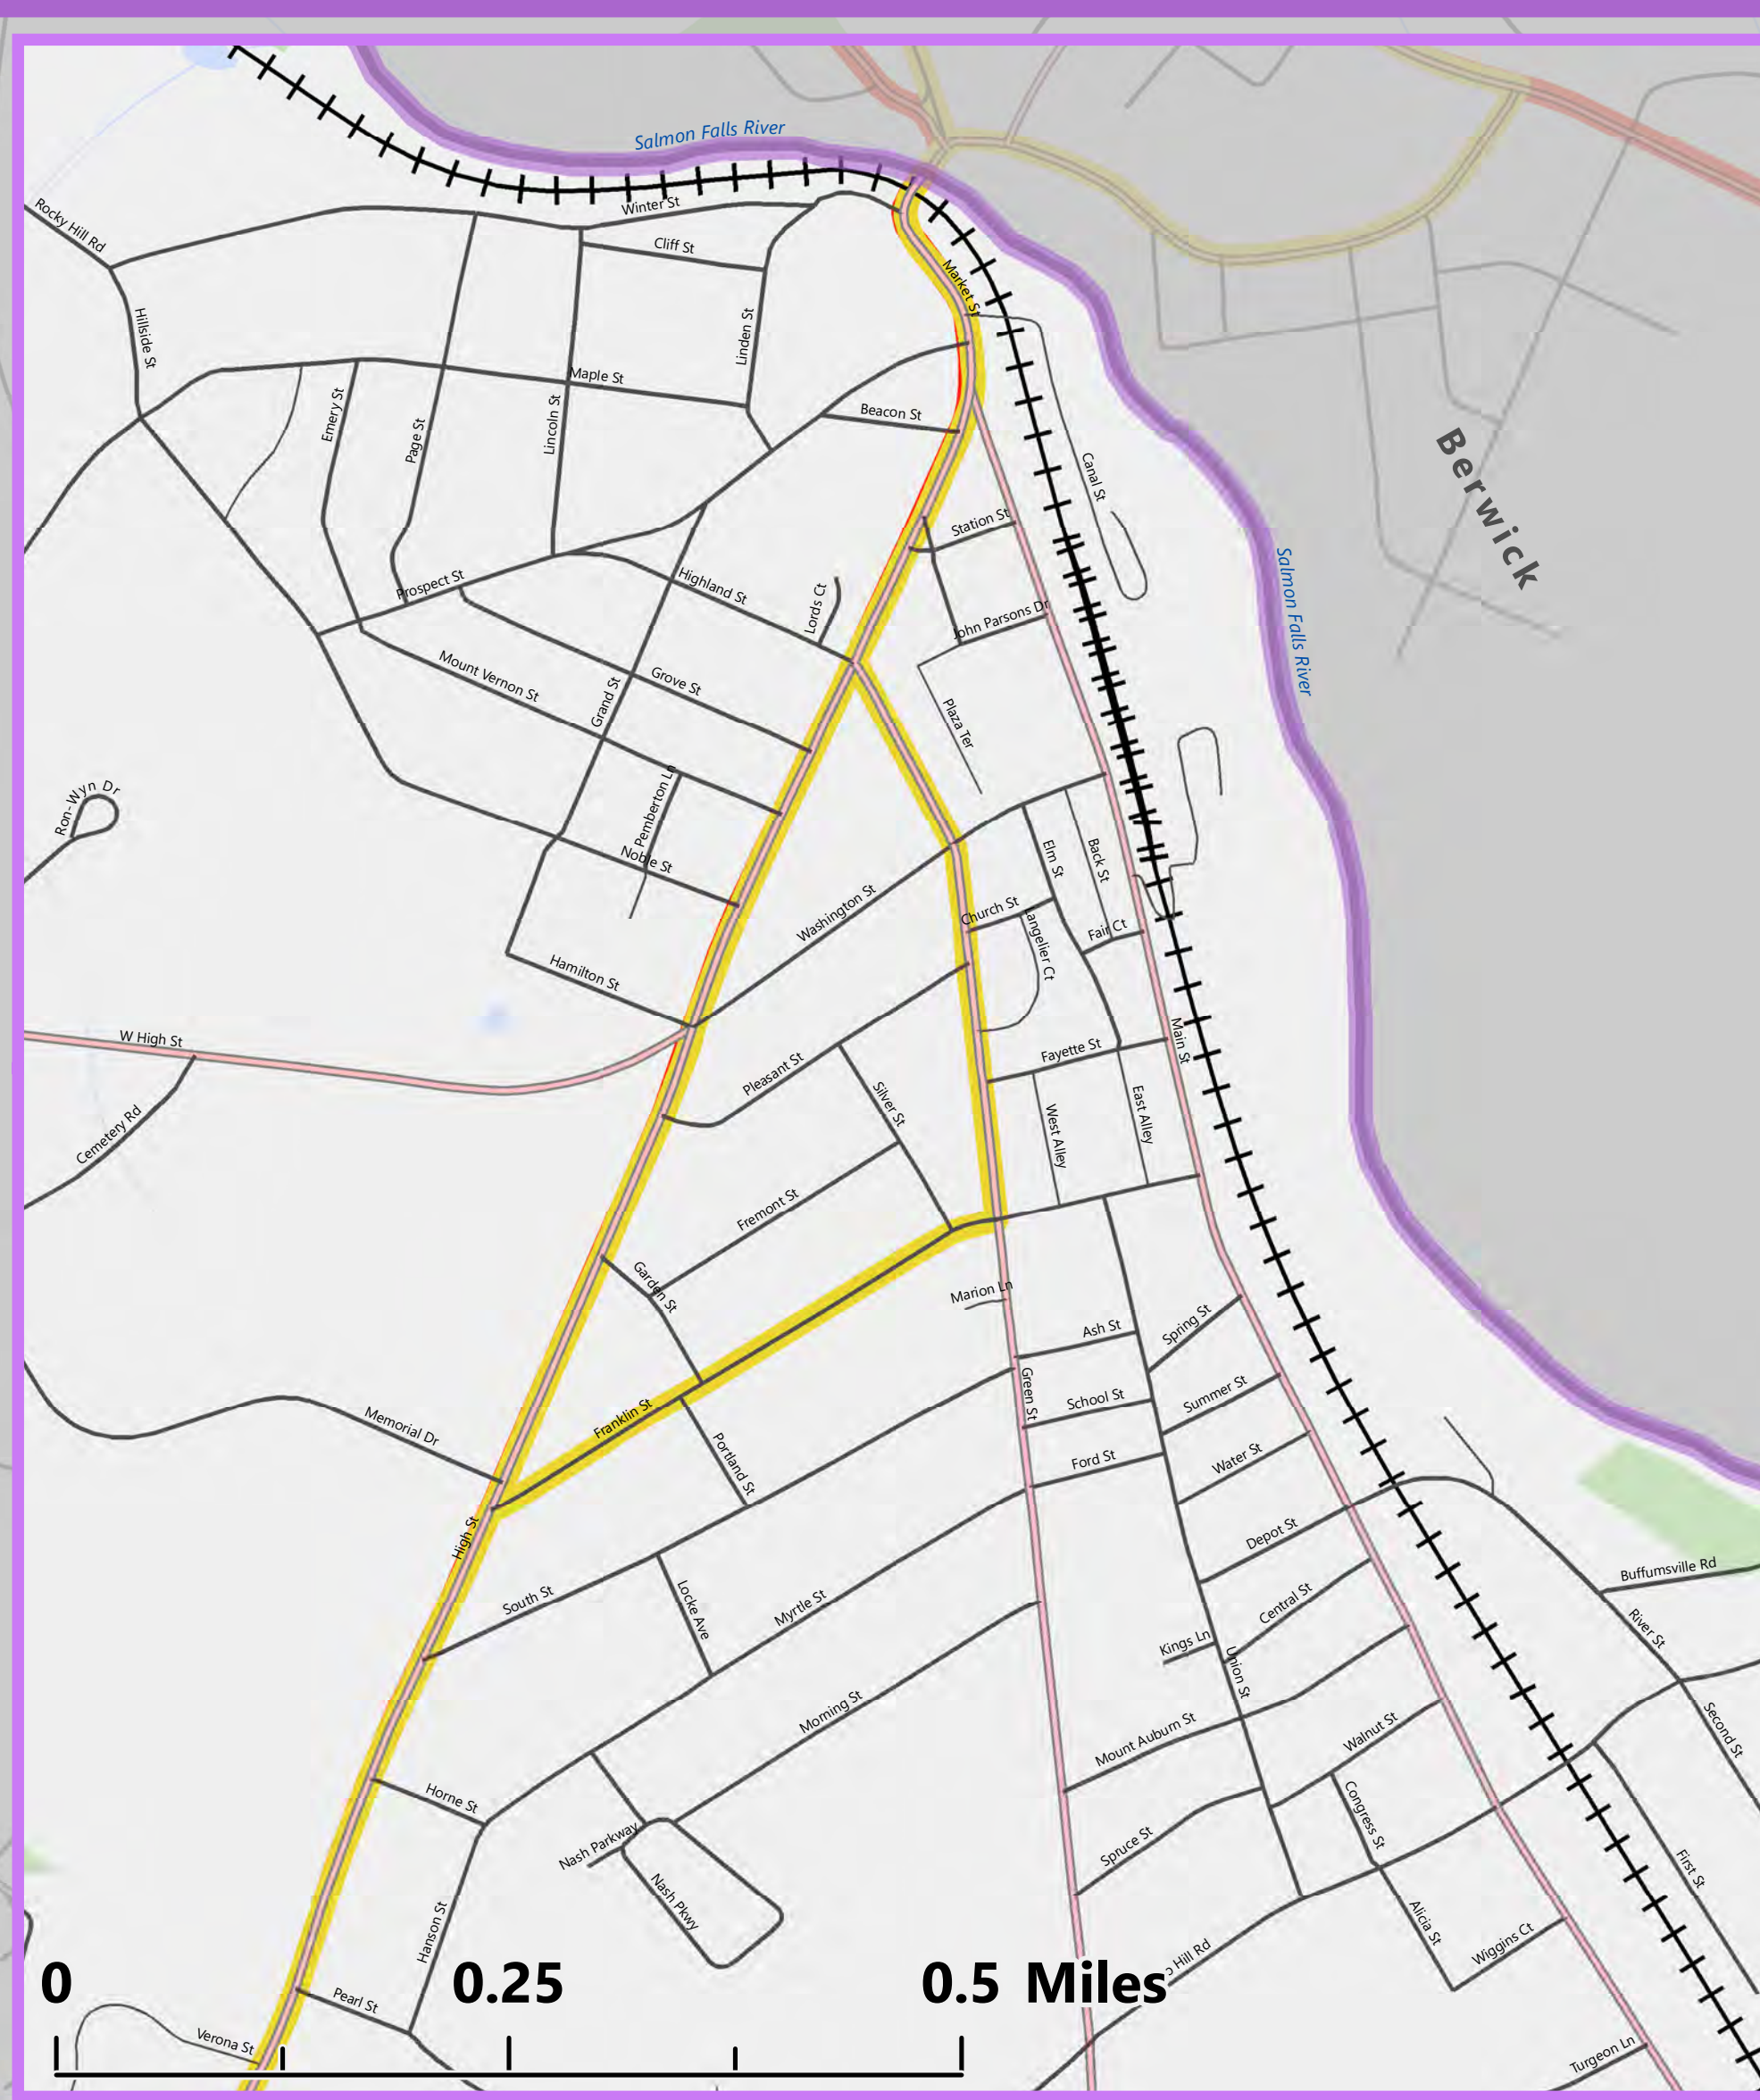 Salmon Falls River
Rocky Hill Rd
Winter St
Cliff St
Market St
Hillside St
Linden St
Maple St
Emery St
Page St
Lincoln St
Beacon St
Canal St
Berwick
Station St
Salmon Falls River
Prospect St
Highland St
Lords Ct
John Parsons Dr
Mount Vernon St
Grove St
Grand St
Plaza Ter
Ron-Wyn Dr
Pemberton Ln
Noble St
Elm St
Back St
Washington St
Church St
Langelier Ct
Fair Ct
Hamilton St
W High St
Main St
Fayette St
Pleasant St
Silver St
Cemetery Rd
West Alley
East Alley
Fremont St
Garden St
Marion Ln
Ash St
Spring St
Green St
School St
Summer St
Franklin St
Memorial Dr
Portland St
Ford St
Water St
High St
Depot St
Buffumsville Rd
South St
Locke Ave
Myrtle St
Central St
River St
Kings Ln
Union St
Morning St
Mount Auburn St
Walnut St
Second St
Horne St
Congress St
Nash Parkway
Spruce St
First St
Nash Pkwy
Hanson St
Alicia St
Wiggins Ct
Hill Rd
0 0.25 0.5 Miles
Pearl St
Verona St
Turgeon Ln